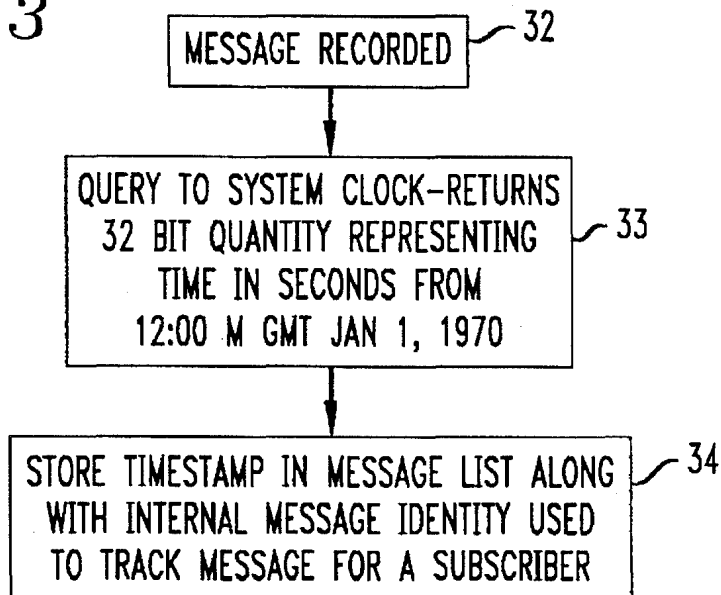 3
MESSAGE RECORDED
32
QUERY TO SYSTEM CLOCK-RETURNS
32 BIT QUANTITY REPRESENTING
TIME IN SECONDS FROM
12:00 M GMT JAN 1, 1970
33
STORE TIMESTAMP IN MESSAGE LIST ALONG
WITH INTERNAL MESSAGE IDENTITY USED
TO TRACK MESSAGE FOR A SUBSCRIBER
34